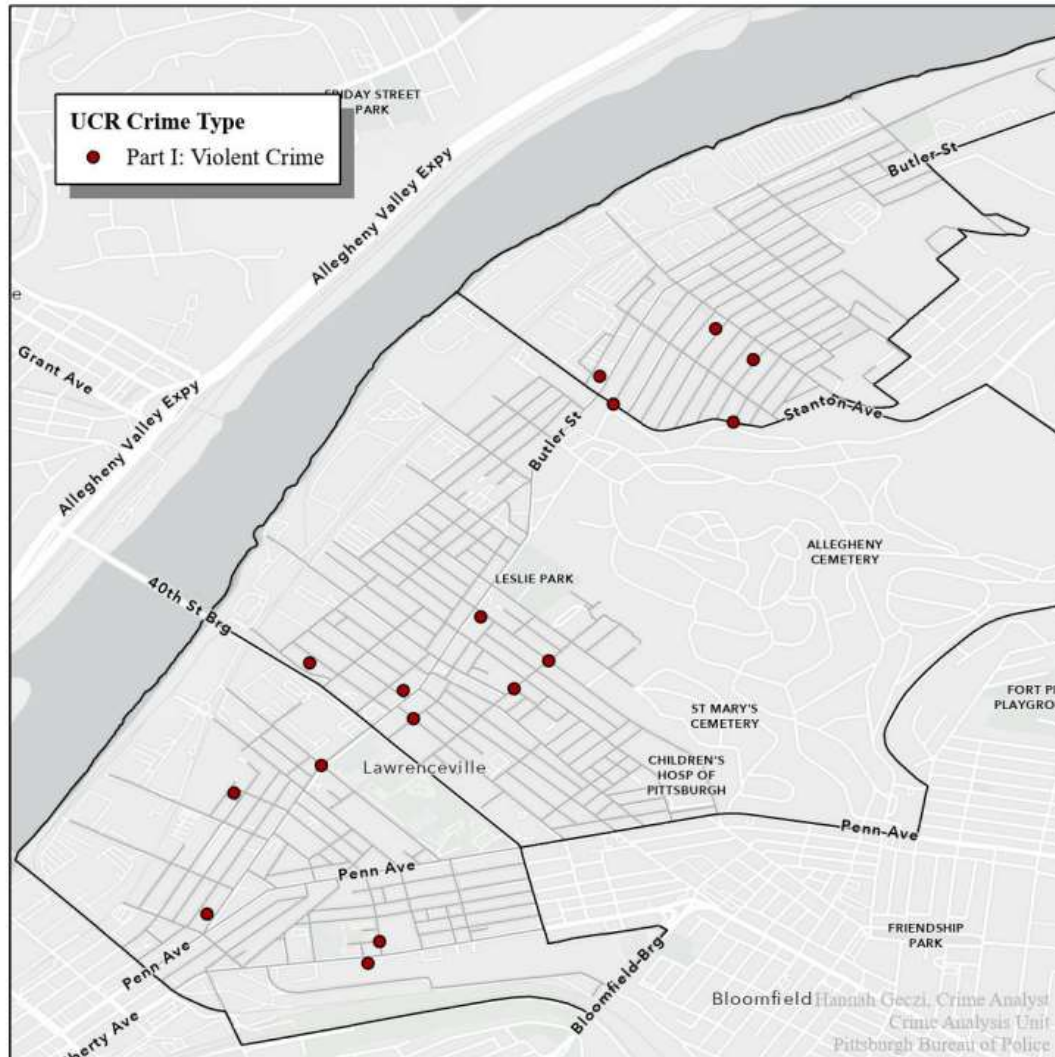 FRIDAY STREET
PARK
UCR Crime Type
Part I: Violent Crime
Allegheny Valley Expy
Butler St
e
Grant Ave
Allegheny Valley Expy
Stanton Ave
Butler St
ALLEGHENY
CEMETERY
LESLIE PARK
40th St Brg
ST MARY'S
CEMETERY
FORT PI
PLAYGRO
Lawrenceville
CHILDREN'S
HOSP OF
PITTSBURGH
Penn Ave
Penn Ave
FRIENDSHIP
PARK
Penn Ave
Bloomfield Brg
herty Ave
Bloomfield
Hannah Geczi, Crime Analyst
Crime Analysis Unit
Pittsburgh Bureau of Police